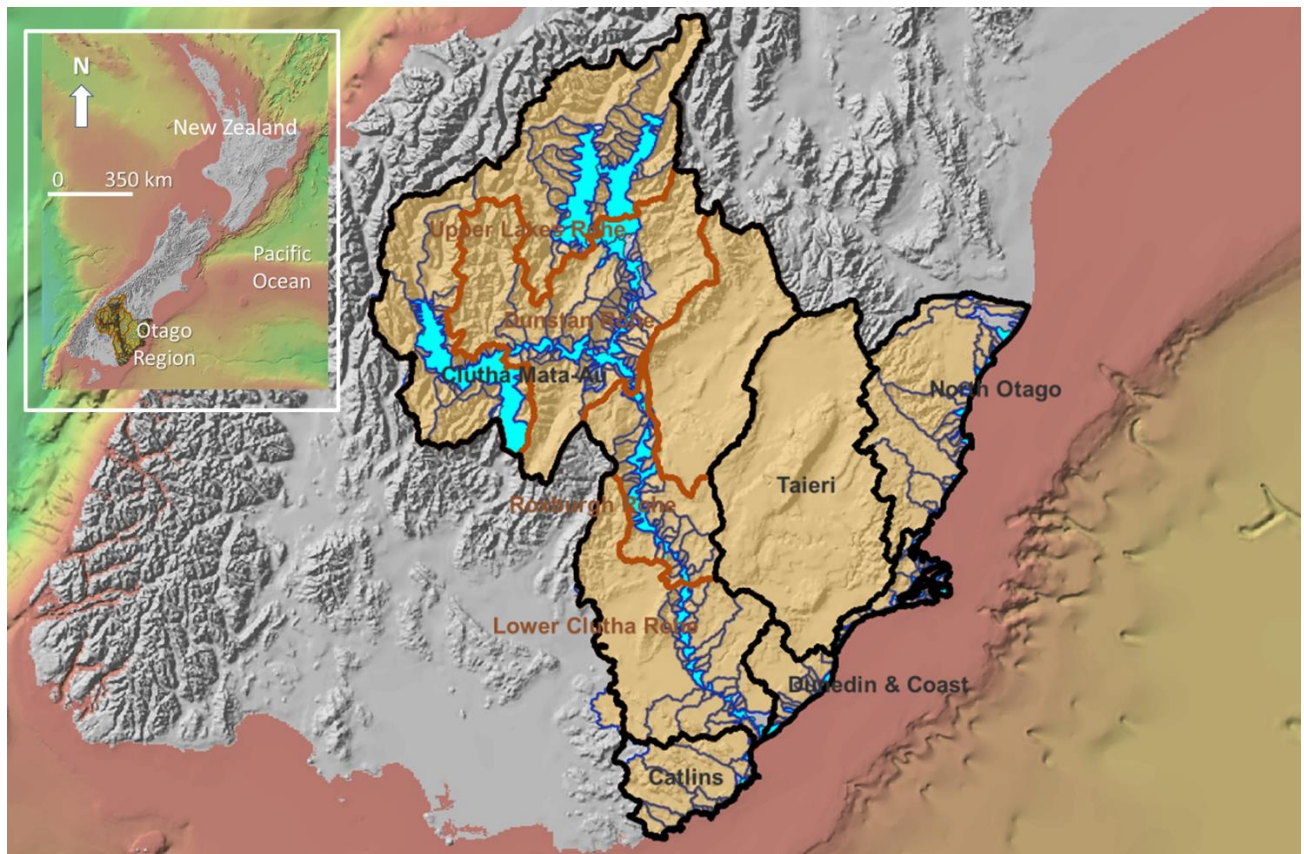 N
New Zealand
0 350 km
Pacific
Ocean
Otago
Region
Upper Lakes Rohe
Dunstan Rohe
Clutha-Mata-Au
North Otago
Taieri
Roxburgh Rohe
Lower Clutha Rohe
Dunedin & Coast
Catlins